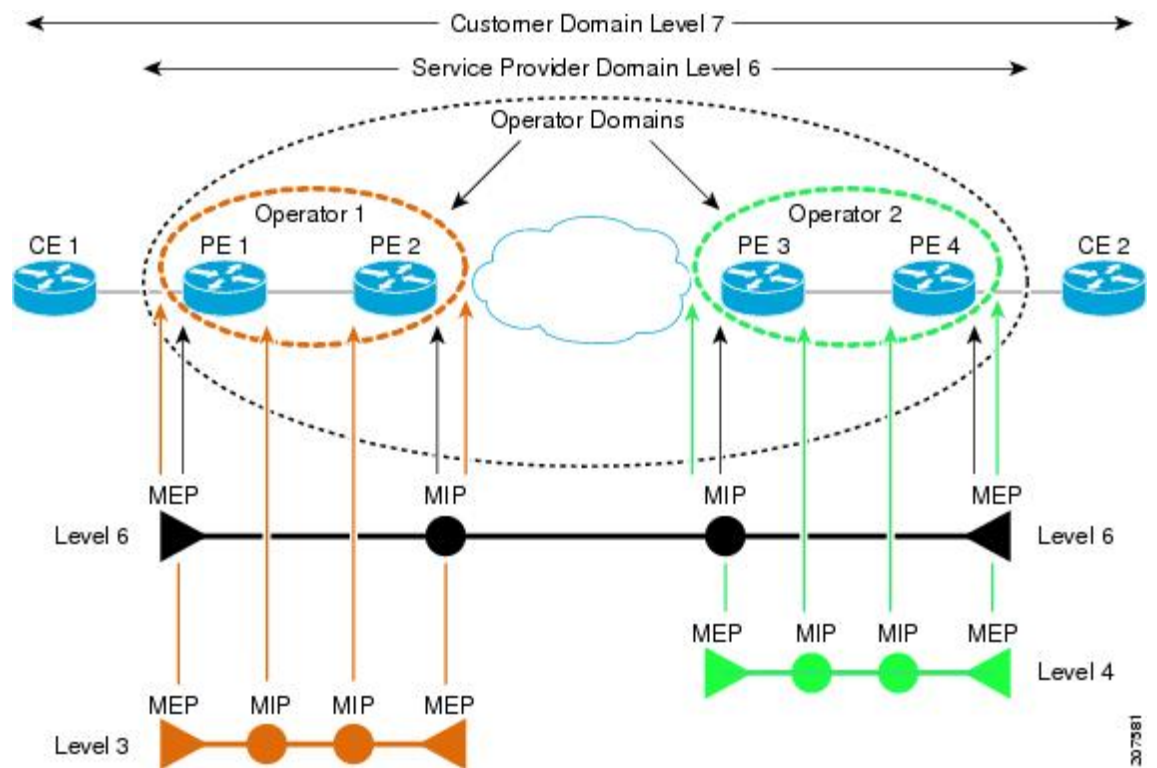 Customer Domain Level 7
Service Provider Domain Level 6
Operator Domains
Operator 1
Operator 2
CE 1
PE 1
PE 2
PE 3
PE 4
CE 2
MEP
MIP
MIP
MEP
Level 6
Level 6
MEP
MIP
MIP
MEP
Level 4
MEP
MIP
MIP
MEP
Level 3
207581